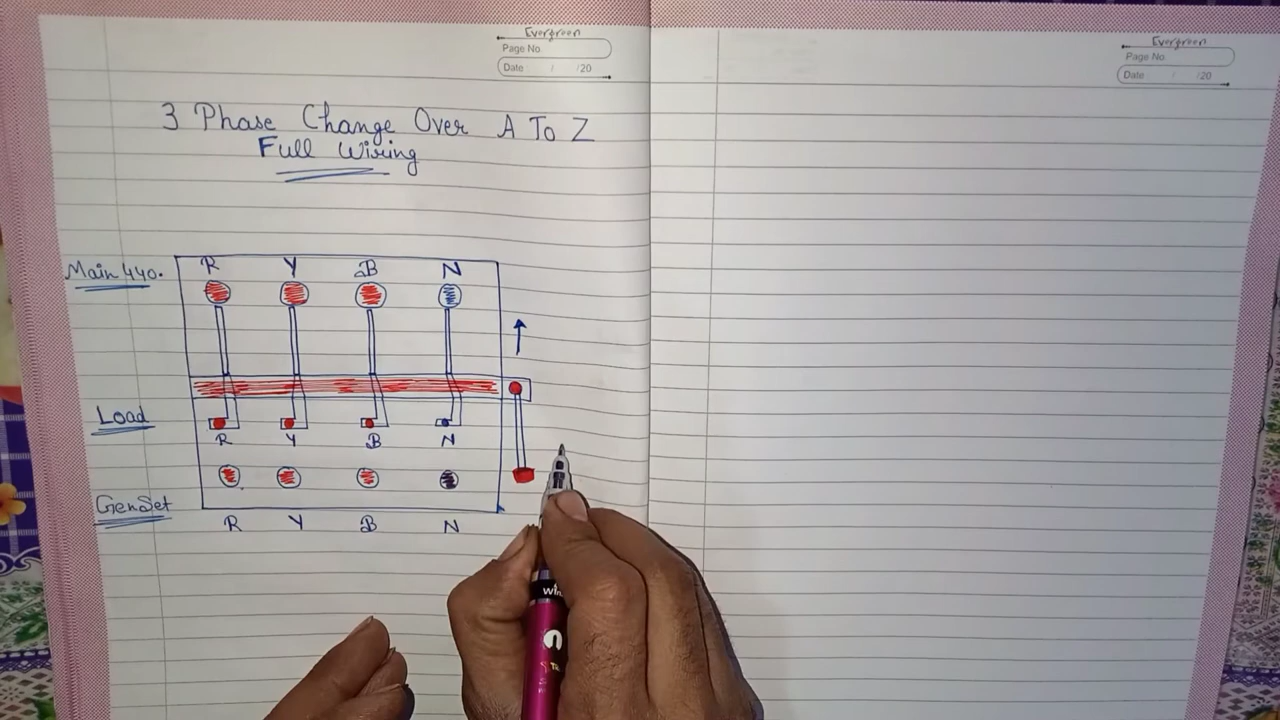 Evergreen
Page No.
Date / /20
Evergreen
Page No.
Date / /20
3 Phase Change Over A To Z
Full Wiring
Main 440.
R Y B N
Load
R Y B N
GenSet
R Y B N
win